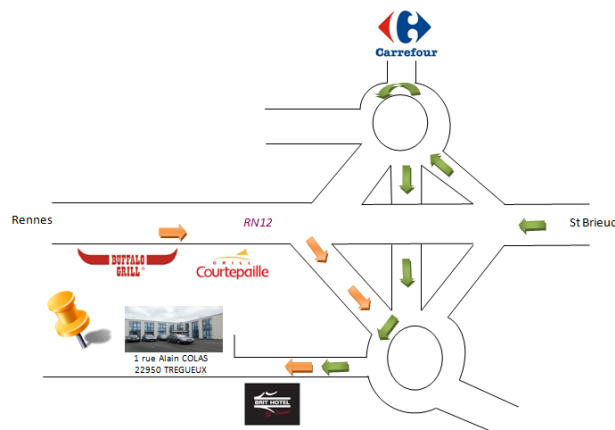 Carrefour
Rennes
RN12
St Brieuc
BUFFALO
GRILL
GRILL
Courtepaille
1 rue Alain COLAS
22950 TREGUEUX
BRIT HOTEL